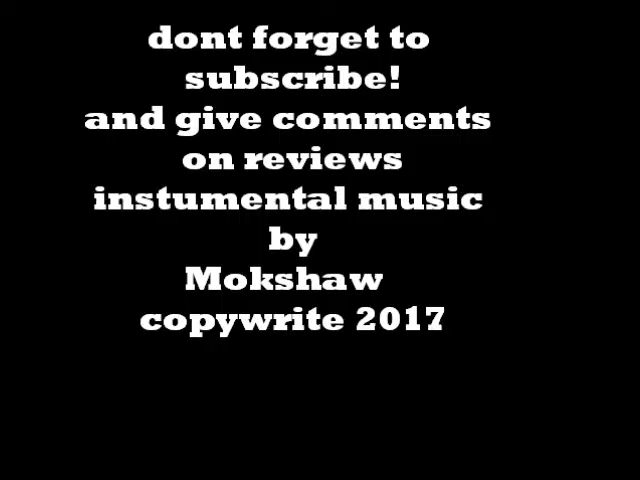 dont forget to
subscribe!
and give comments
on reviews
instumental music
by
Mokshaw
copywrite 2017